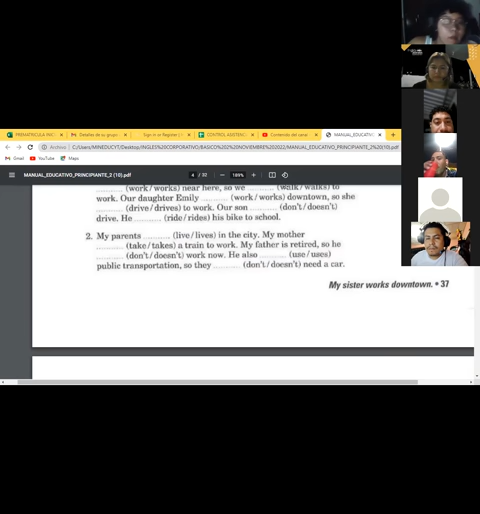 PREMATRICULA INC
Detalles de su grupo
Sign in or Register |
CONTROL ASISTENC
Contenido del canal
MANUAL_EDUCATIV
Archivo | C:/Users/MINEDUCYT/Desktop/INGLES%20CORPORATIVO/BASICO%202%20NOVIEMBRE%202022/MANUAL_EDUCATIVO_PRINCIPIANTE_2%20(10).pdf
Gmail YouTube Maps
MANUAL_EDUCATIVO_PRINCIPIANTE_2 (10).pdf
4 / 32
189%
............ (work / works) near here, so we ............ (walk / walks) to
work. Our daughter Emily ............ (work / works) downtown, so she
............ (drive / drives) to work. Our son ............ (don't / doesn't)
drive. He ............ (ride / rides) his bike to school.
2. My parents ............ (live / lives) in the city. My mother
............ (take / takes) a train to work. My father is retired, so he
............ (don't / doesn't) work now. He also ............ (use / uses)
public transportation, so they ............ (don't / doesn't) need a car.
My sister works downtown. • 37